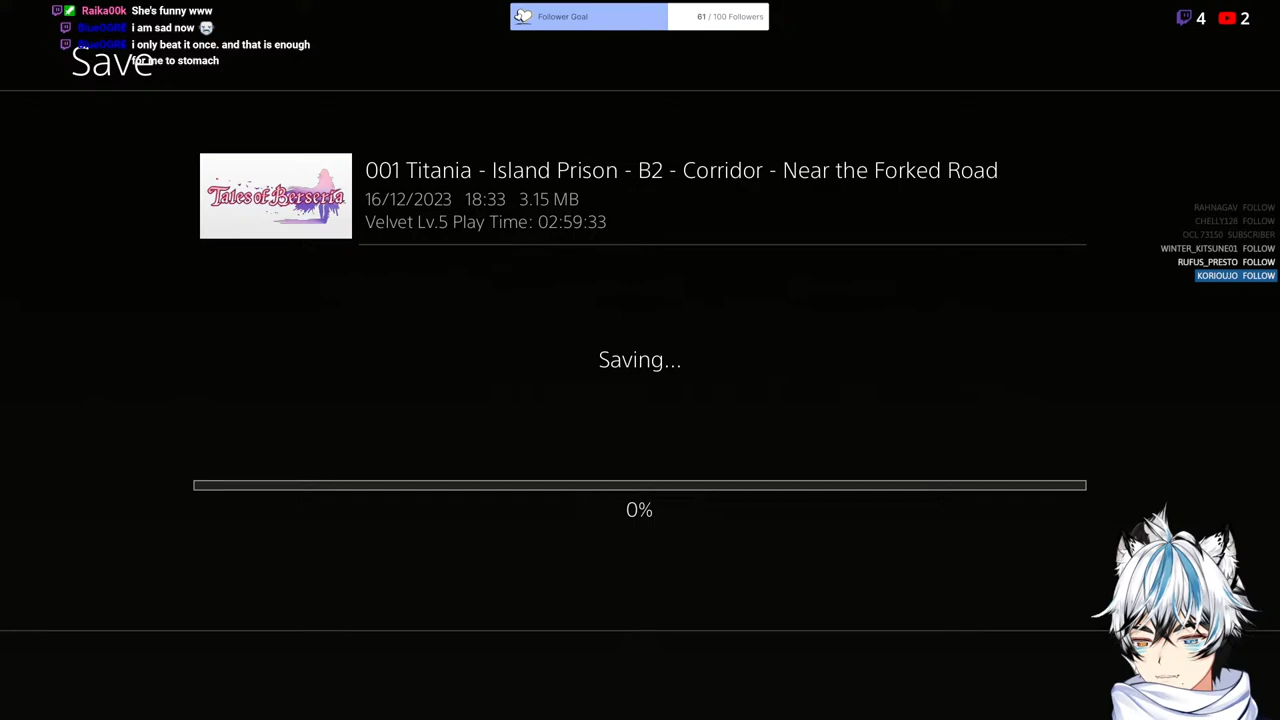 Raika00k She's funny www
BlueOGRE i am sad now
BlueOGRE i only beat it once. and that is enough
for me to stomach
Follower Goal
61 / 100 Followers
4
2
Save
Tales of Berseria
001 Titania - Island Prison - B2 - Corridor - Near the Forked Road
16/12/2023 18:33 3.15 MB
Velvet Lv.5 Play Time: 02:59:33
RAHNAGAV FOLLOW
CHELLY128 FOLLOW
OCL73150 SUBSCRIBER
WINTER_KITSUNE01 FOLLOW
RUFUS_PRESTO FOLLOW
KORIOUJO FOLLOW
Saving...
0%